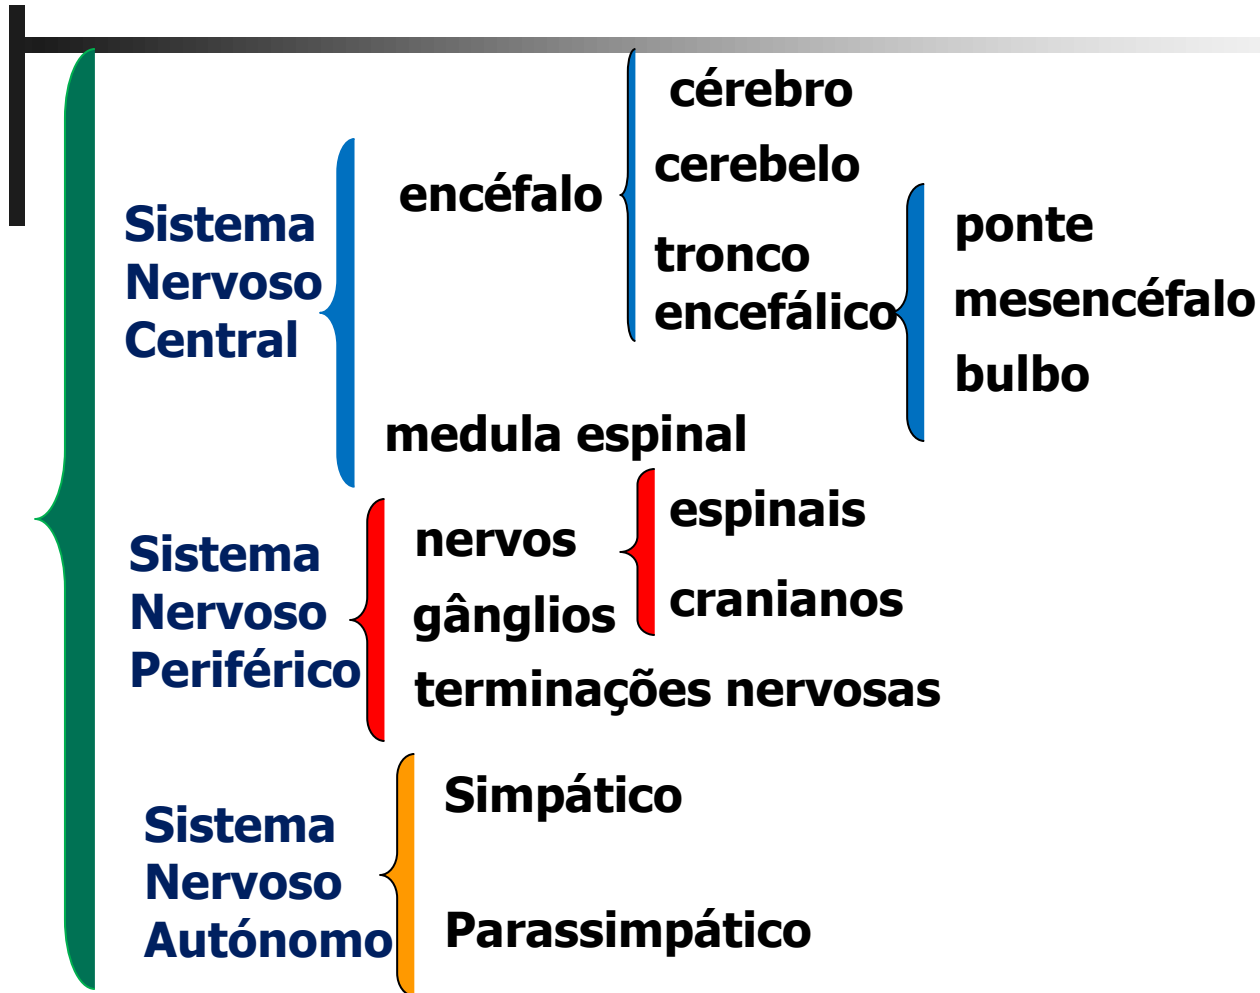 Sistema
Nervoso
Central
encéfalo
cérebro
cerebelo
tronco
encefálico
ponte
mesencéfalo
bulbo
medula espinal
Sistema
Nervoso
Periférico
nervos
espinais
cranianos
gânglios
terminações nervosas
Sistema
Nervoso
Autónomo
Simpático
Parassimpático